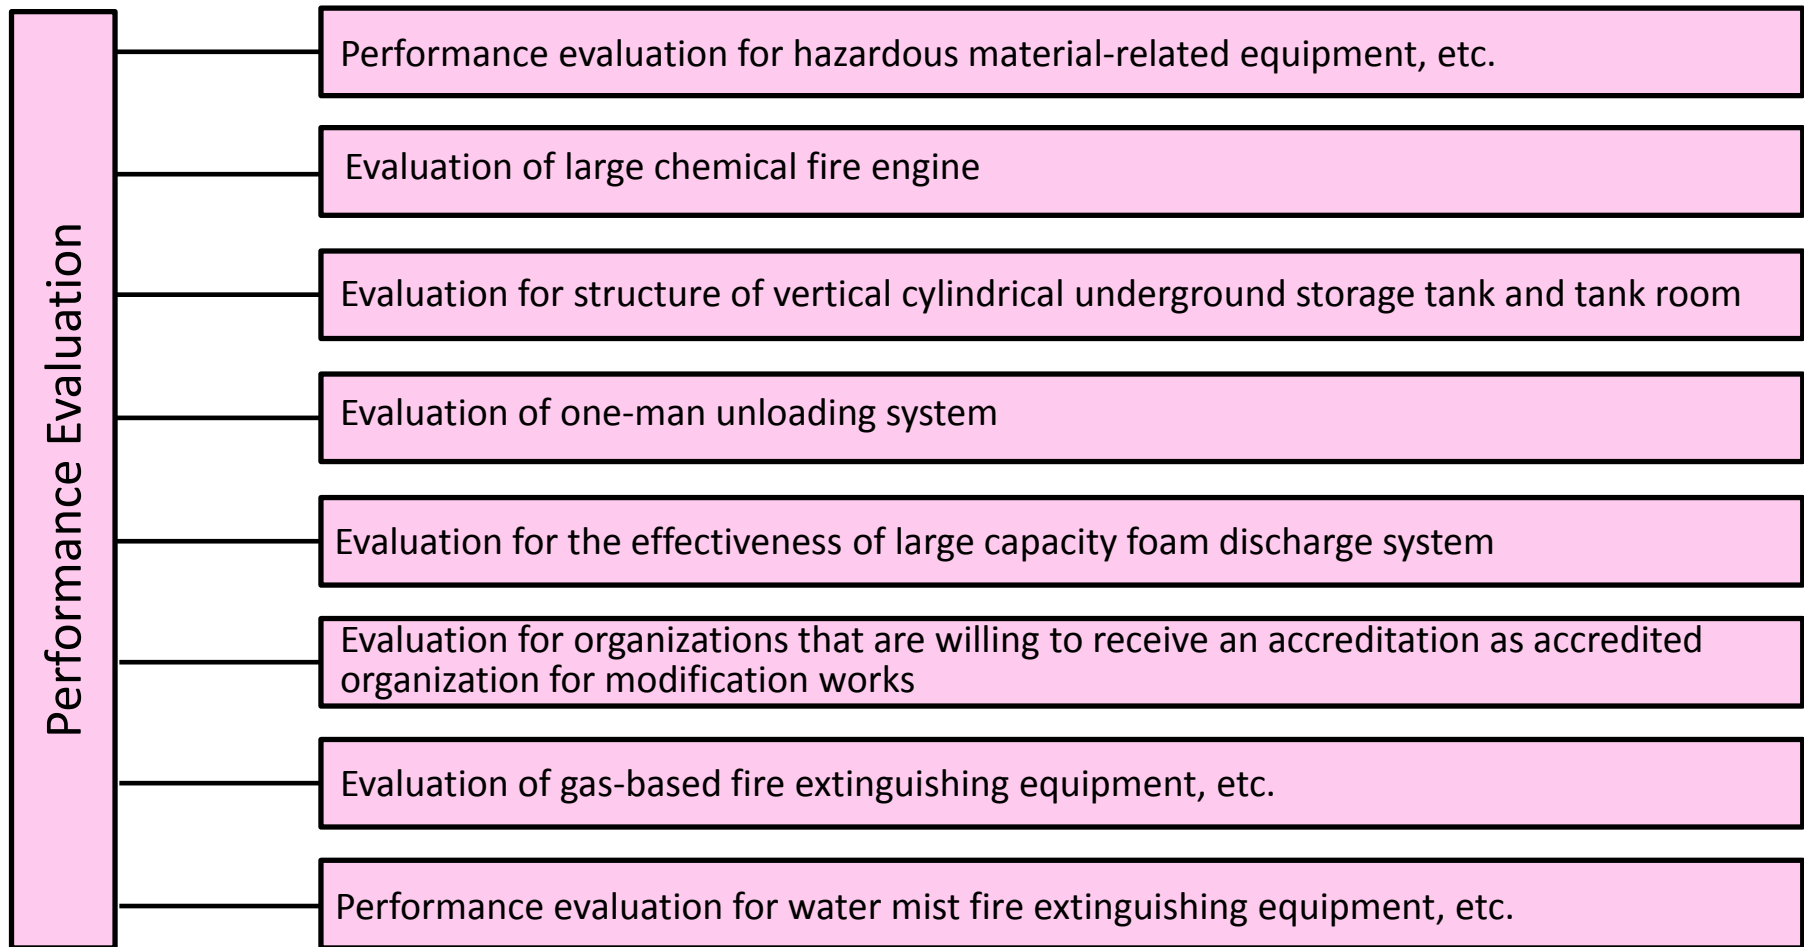 Performance Evaluation
Performance evaluation for hazardous material-related equipment, etc.
Evaluation of large chemical fire engine
Evaluation for structure of vertical cylindrical underground storage tank and tank room
Evaluation of one-man unloading system
Evaluation for the effectiveness of large capacity foam discharge system
Evaluation for organizations that are willing to receive an accreditation as accredited
organization for modification works
Evaluation of gas-based fire extinguishing equipment, etc.
Performance evaluation for water mist fire extinguishing equipment, etc.